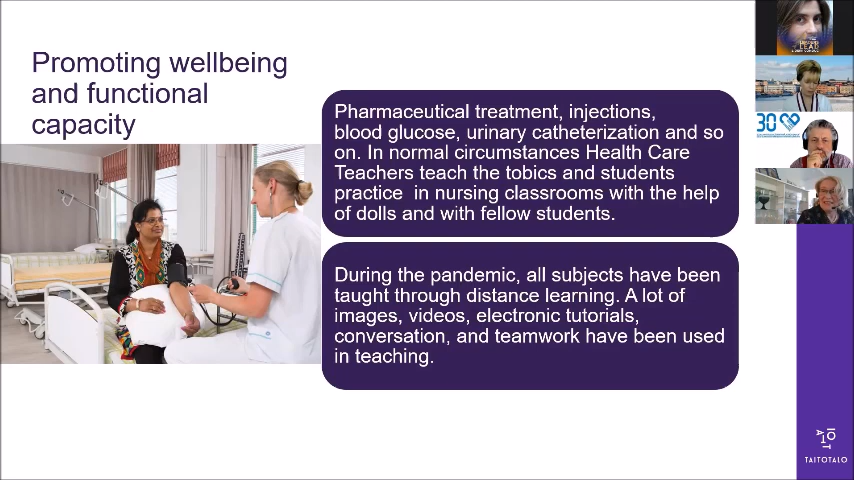 Promoting wellbeing
and functional
capacity
Pharmaceutical treatment, injections,
blood glucose, urinary catheterization and so
on. In normal circumstances Health Care
Teachers teach the tobics and students
practice in nursing classrooms with the help
of dolls and with fellow students.
During the pandemic, all subjects have been
taught through distance learning. A lot of
images, videos, electronic tutorials,
conversation, and teamwork have been used
in teaching.
30
TAITOTALO